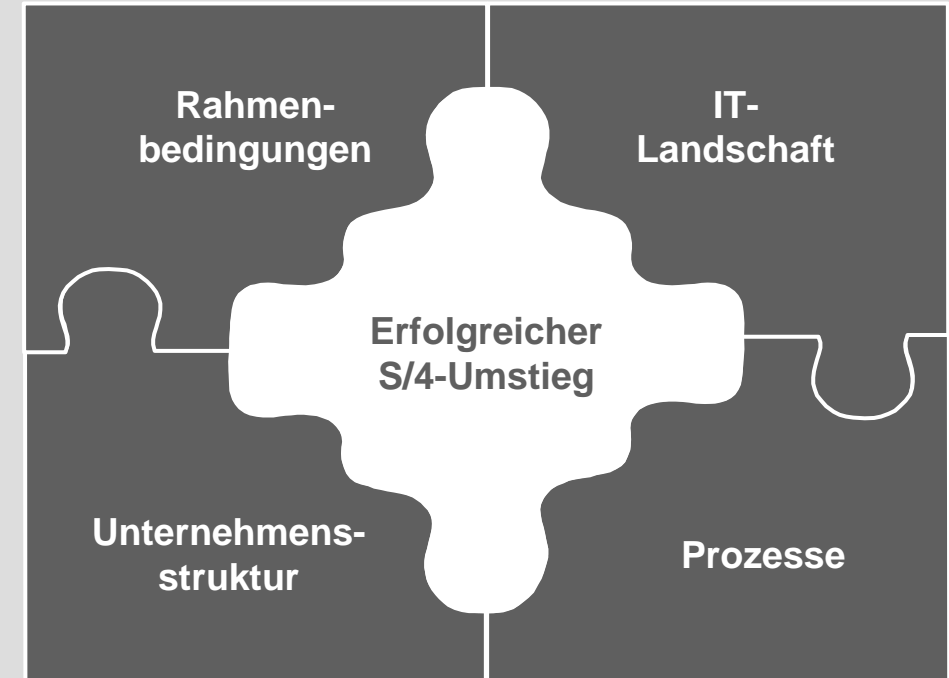 Rahmen-
bedingungen
IT-
Landschaft
Erfolgreicher
S/4-Umstieg
Unternehmens-
struktur
Prozesse